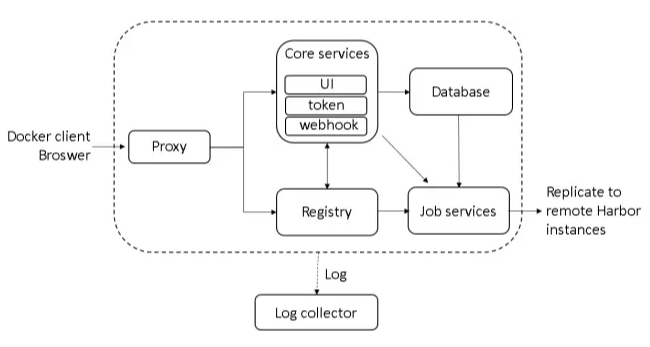 Core services
UI
token
webhook
Database
Docker client
Broswer
Proxy
Registry
Job services
Replicate to
remote Harbor
instances
Log
Log collector